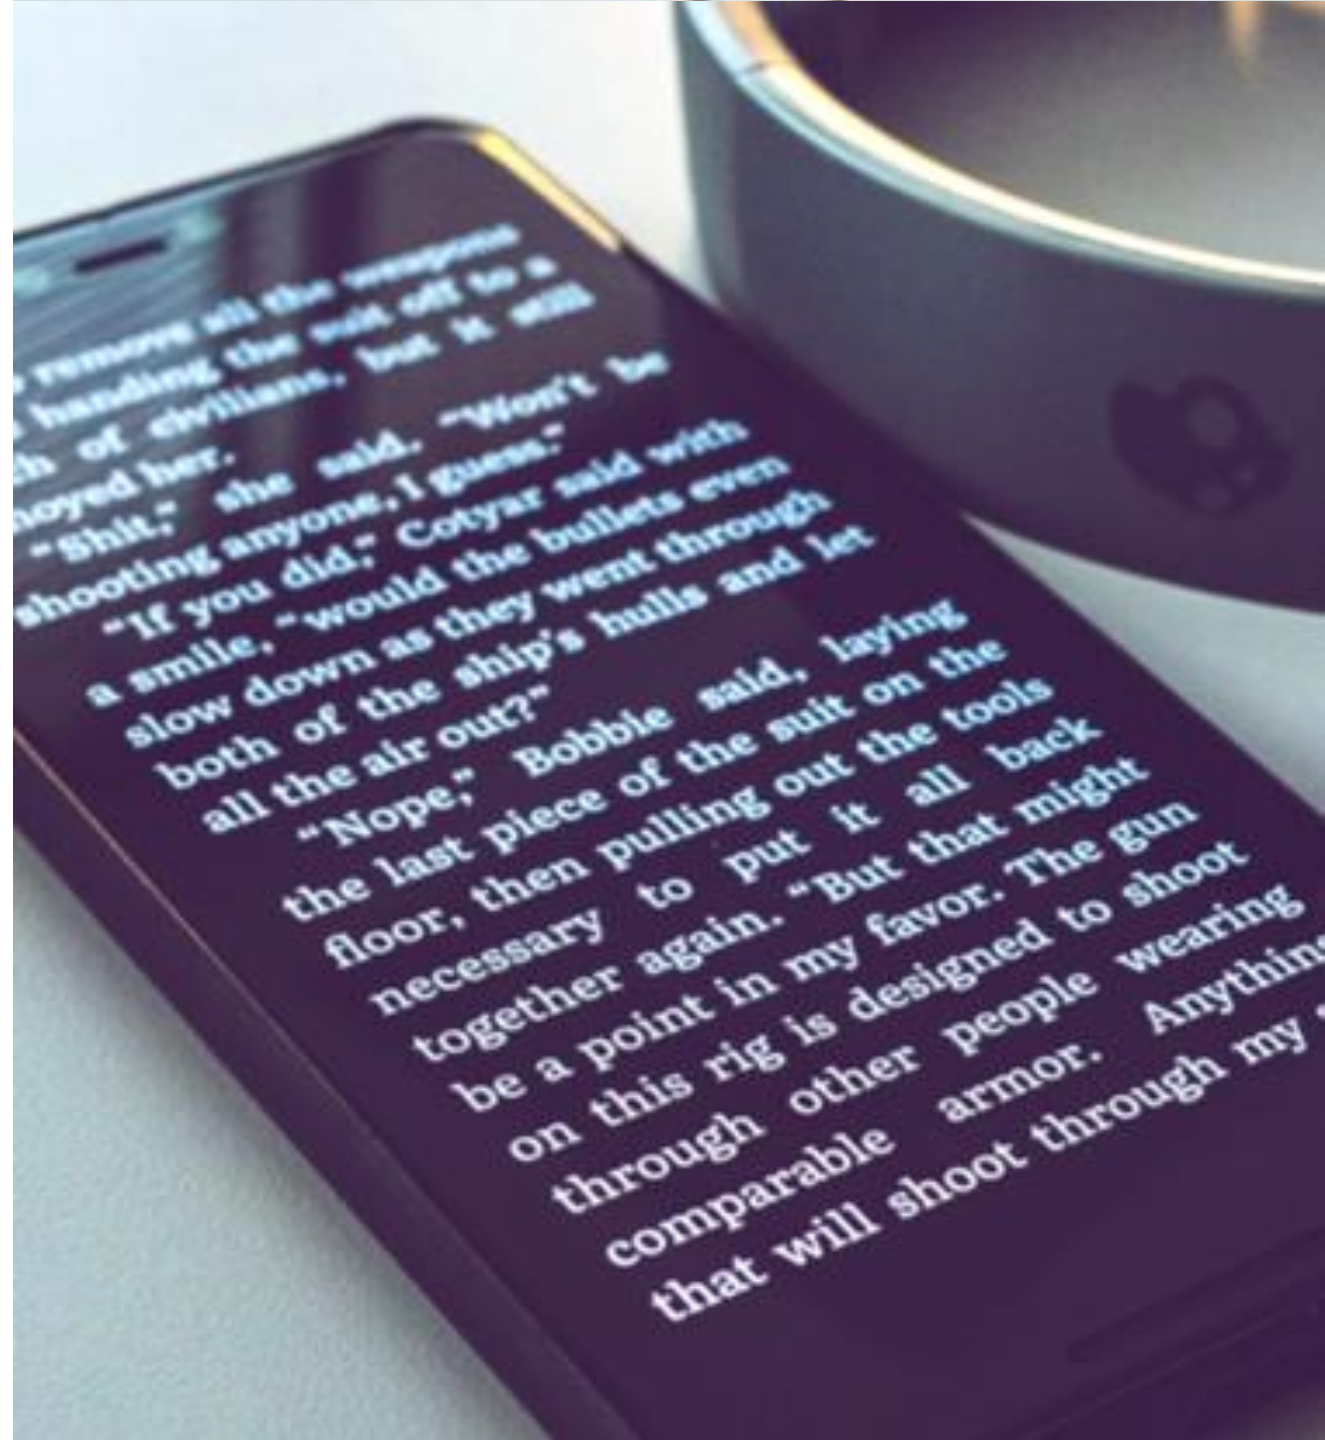 remove all the weapons
handing the suit off to a
of civilians, but it still
her.
“Shit,” she said. “Won’t be
shooting anyone, I guess.”
“If you did,” Cotyar said with
a smile, “would the bullets even
slow down as they went through
both of the ship’s hulls and let
all the air out?”
“Nope,” Bobbie said, laying
the last piece of the suit on the
floor, then pulling out the tools
necessary to put it all back
together again. “But that might
be a point in my favor. The gun
on this rig is designed to shoot
through other people wearing
comparable armor. Anything
that will shoot through my